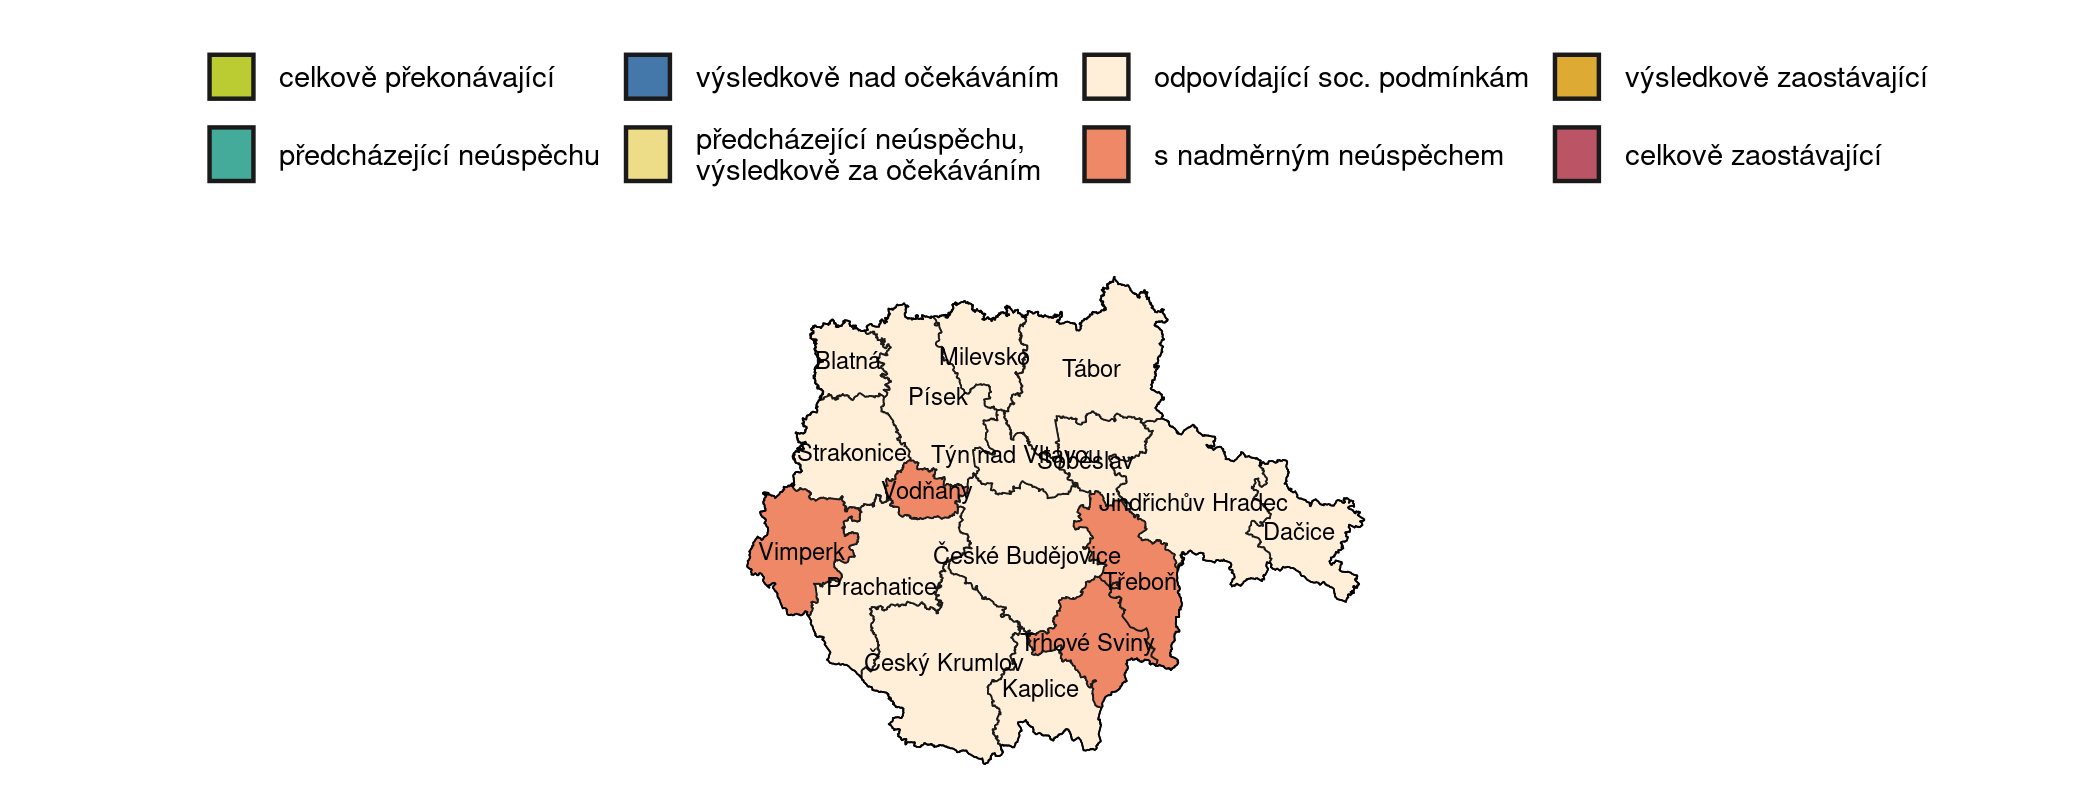 celkově překonávající
výsledkově nad očekáváním
odpovídající soc. podmínkám
výsledkově zaostávající
předcházející neúspěchu
předcházející neúspěchu,
výsledkově za očekáváním
s nadměrným neúspěchem
celkově zaostávající
Blatná
Milevsko
Tábor
Písek
Strakonice
Týn nad Vltavou
Soběslav
Vodňany
Jindřichův Hradec
Dačice
Vimperk
České Budějovice
Třeboň
Prachatice
Trhové Sviny
Český Krumlov
Kaplice